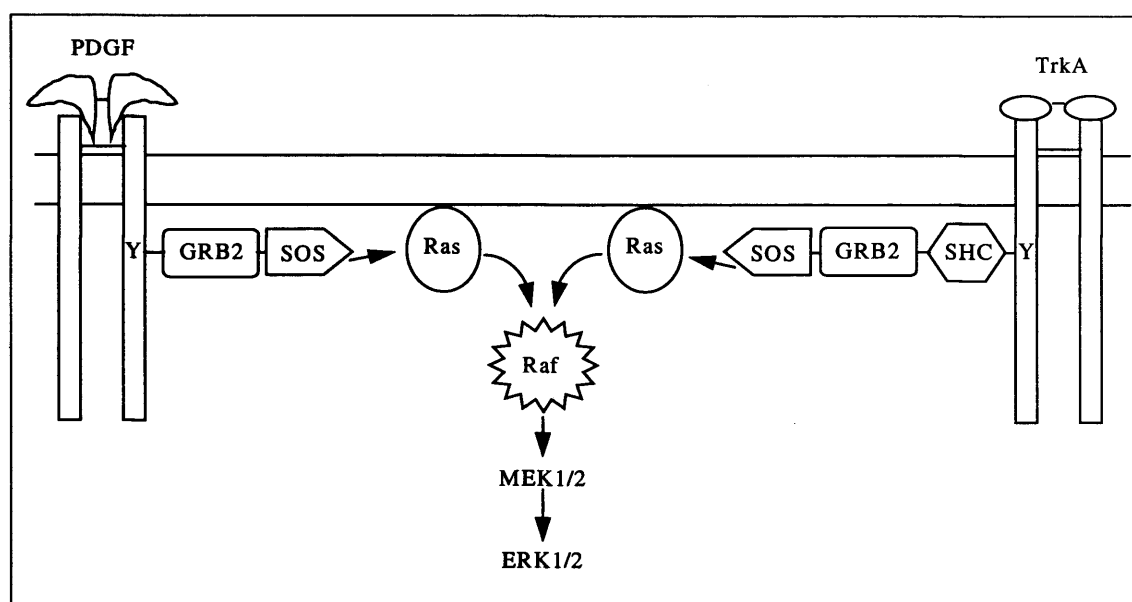 PDGF
TrkA
Y GRB2 SOS Ras Ras SOS GRB2 SHC Y
Raf
MEK1/2
ERK1/2